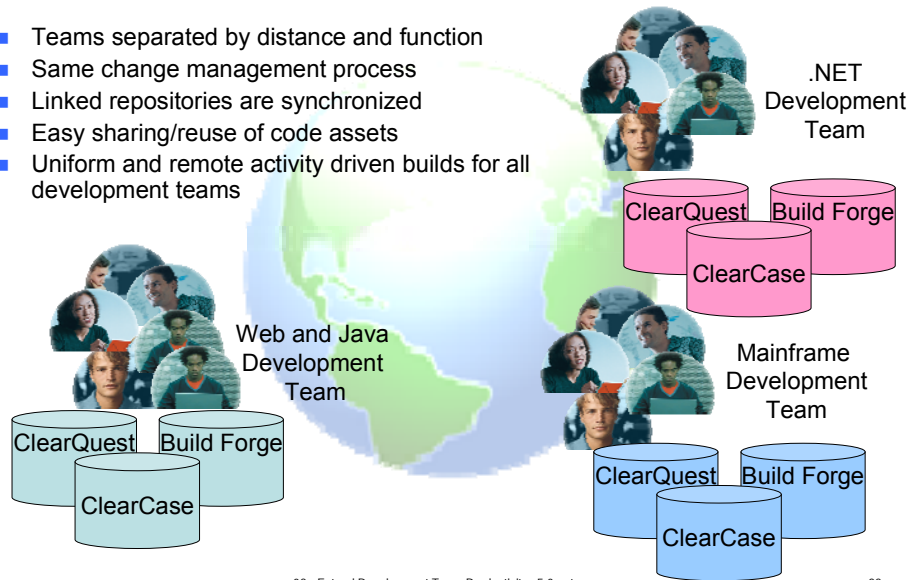 Teams separated by distance and function
Same change management process
Linked repositories are synchronized
Easy sharing/reuse of code assets
Uniform and remote activity driven builds for all
development teams
.NET
Development
Team
ClearQuest
Build Forge
ClearCase
Web and Java
Development
Team
ClearQuest
Build Forge
ClearCase
Mainframe
Development
Team
ClearQuest
Build Forge
ClearCase